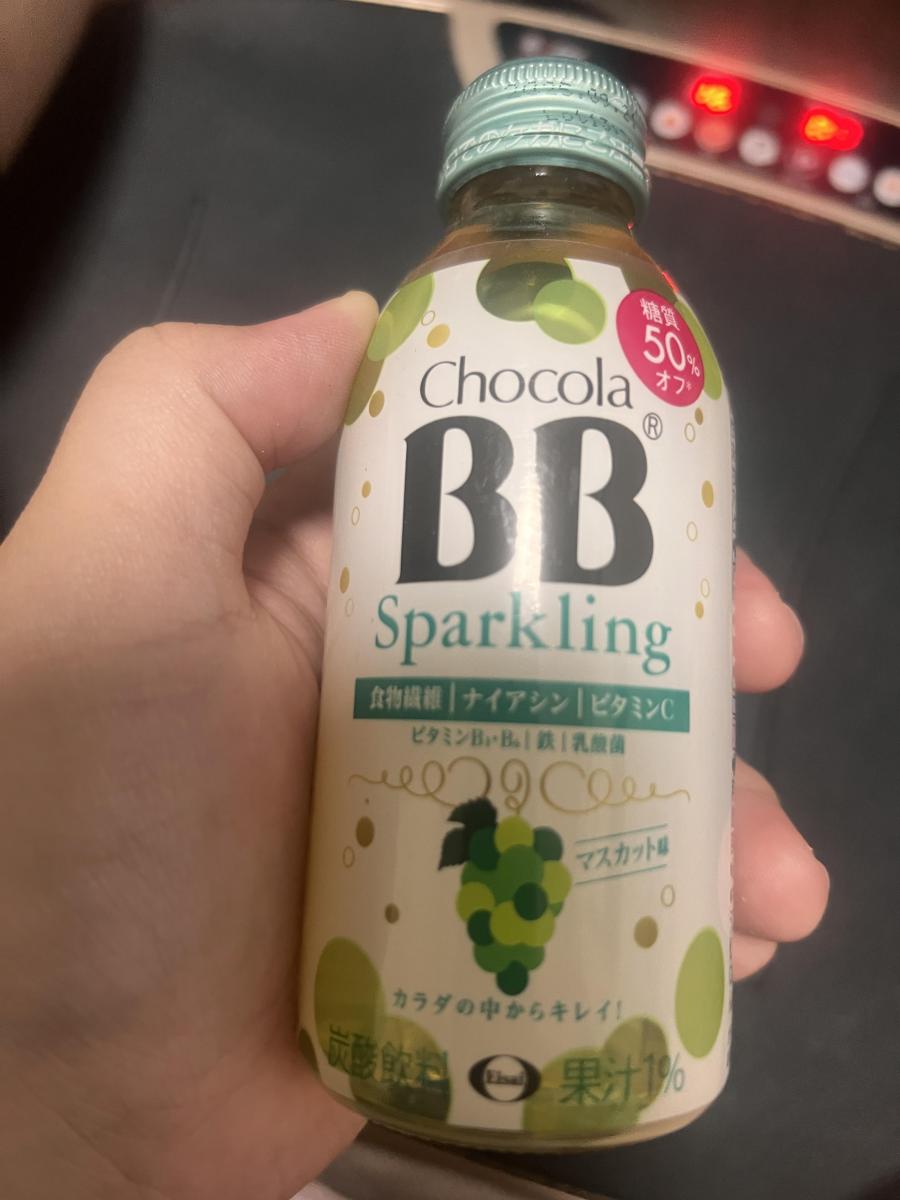 糖質
50%
オフ*
Chocola
BB®
Sparkling
食物繊維｜ナイアシン｜ビタミンC
ビタミンB₂・B₆｜鉄｜乳酸菌
マスカット味
カラダの中からキレイ!
炭酸飲料
Eisai
果汁1%